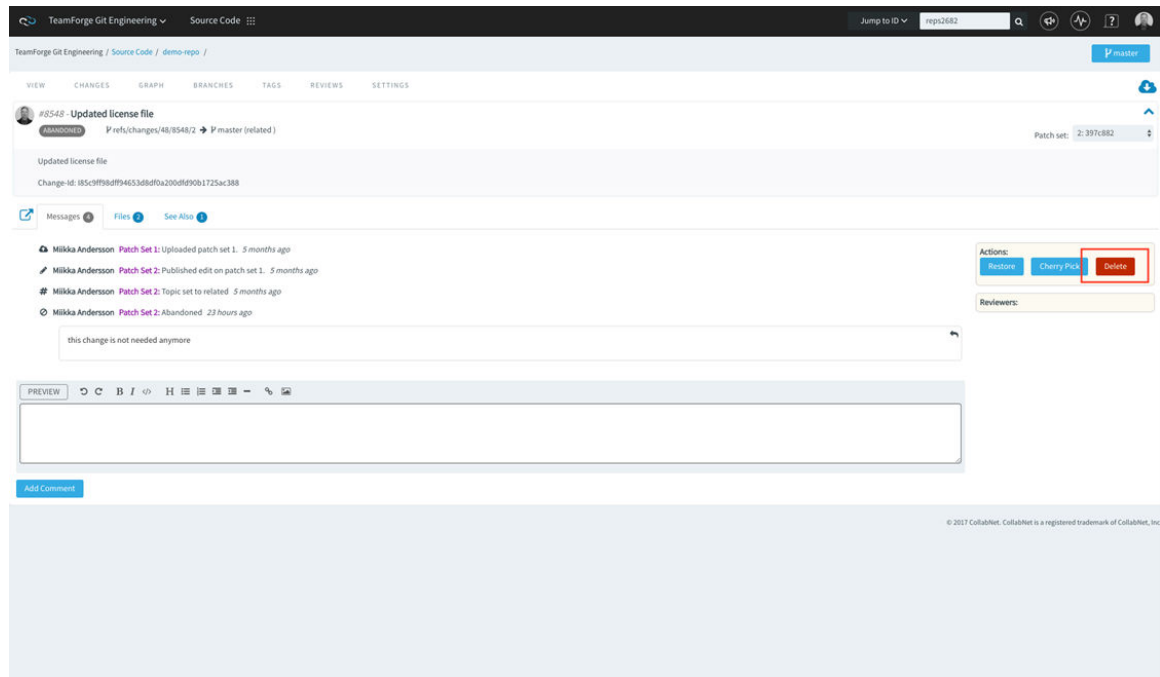 TeamForge Git Engineering Source Code Jump to ID reps2682 ?
TeamForge Git Engineering / Source Code / demo-repo / master
VIEW CHANGES GRAPH BRANCHES TAGS REVIEWS SETTINGS
#8548 - Updated license file
ABANDONED refs/changes/48/8548/2 → master (related )
Patch set: 2: 397c882
Updated license file
Change-Id: I85c9ff98dff94653d8df0a200dfd90b1725ac388
Messages 4 Files 2 See Also 1
Miikka Andersson Patch Set 1: Uploaded patch set 1. 5 months ago
Miikka Andersson Patch Set 2: Published edit on patch set 1. 5 months ago
# Miikka Andersson Patch Set 2: Topic set to related 5 months ago
Miikka Andersson Patch Set 2: Abandoned 23 hours ago
this change is not needed anymore
Actions:
Restore Cherry Pick Delete
Reviewers:
PREVIEW B I </> H
Add Comment
© 2017 CollabNet. CollabNet is a registered trademark of CollabNet, Inc